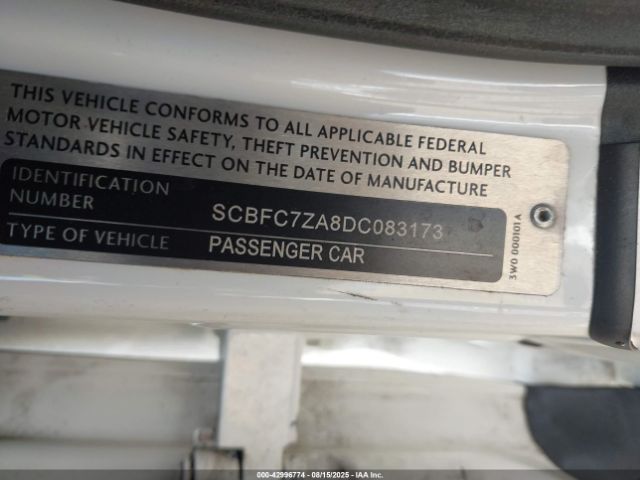 THIS VEHICLE CONFORMS TO ALL APPLICABLE FEDERAL
MOTOR VEHICLE SAFETY, THEFT PREVENTION AND BUMPER
STANDARDS IN EFFECT ON THE DATE OF MANUFACTURE
IDENTIFICATION
NUMBER
SCBFC7ZA8DC083173
TYPE OF VEHICLE
PASSENGER CAR
3W0 000101A
000-42996774 - 08/15/2025 - IAA Inc.